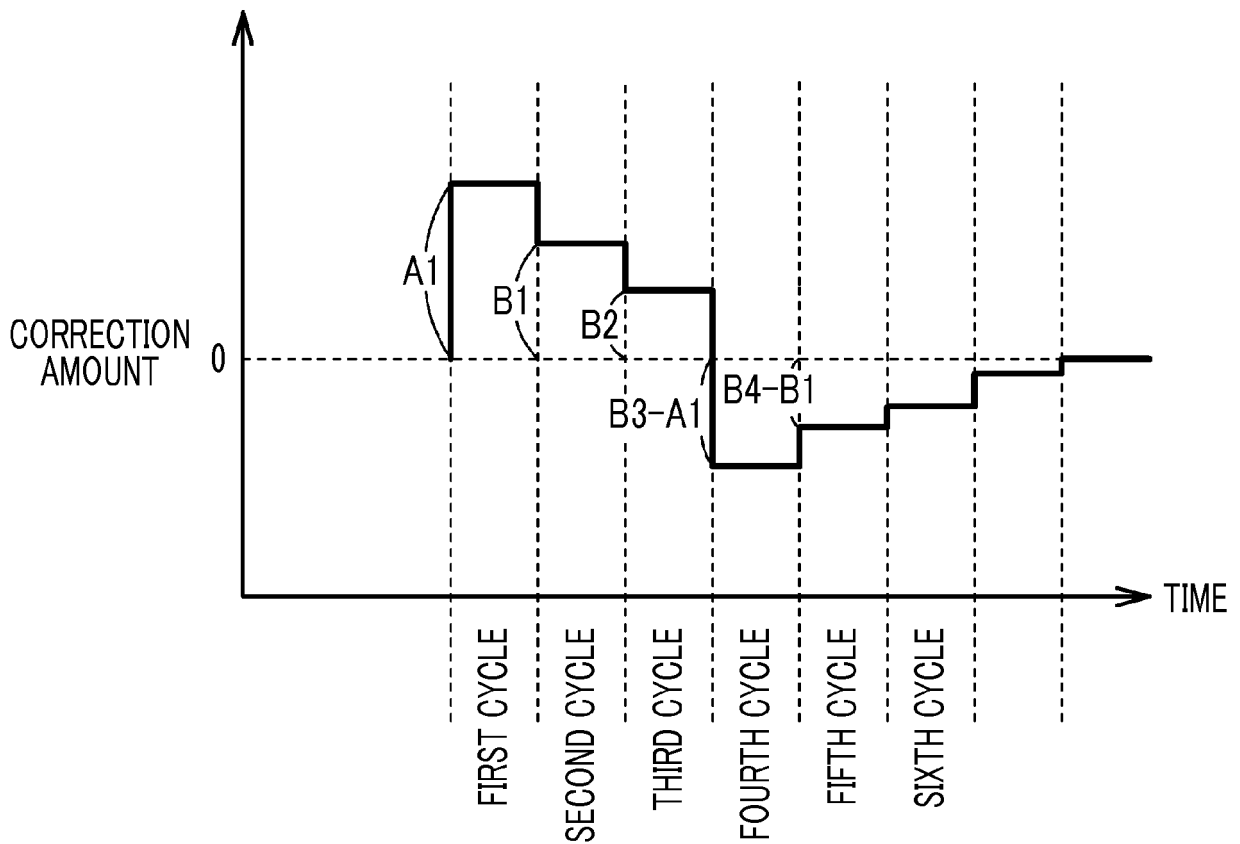 A1
B1
B2
CORRECTION
AMOUNT
0
B3-A1
B4-B1
TIME
FIRST CYCLE
SECOND CYCLE
THIRD CYCLE
FOURTH CYCLE
FIFTH CYCLE
SIXTH CYCLE